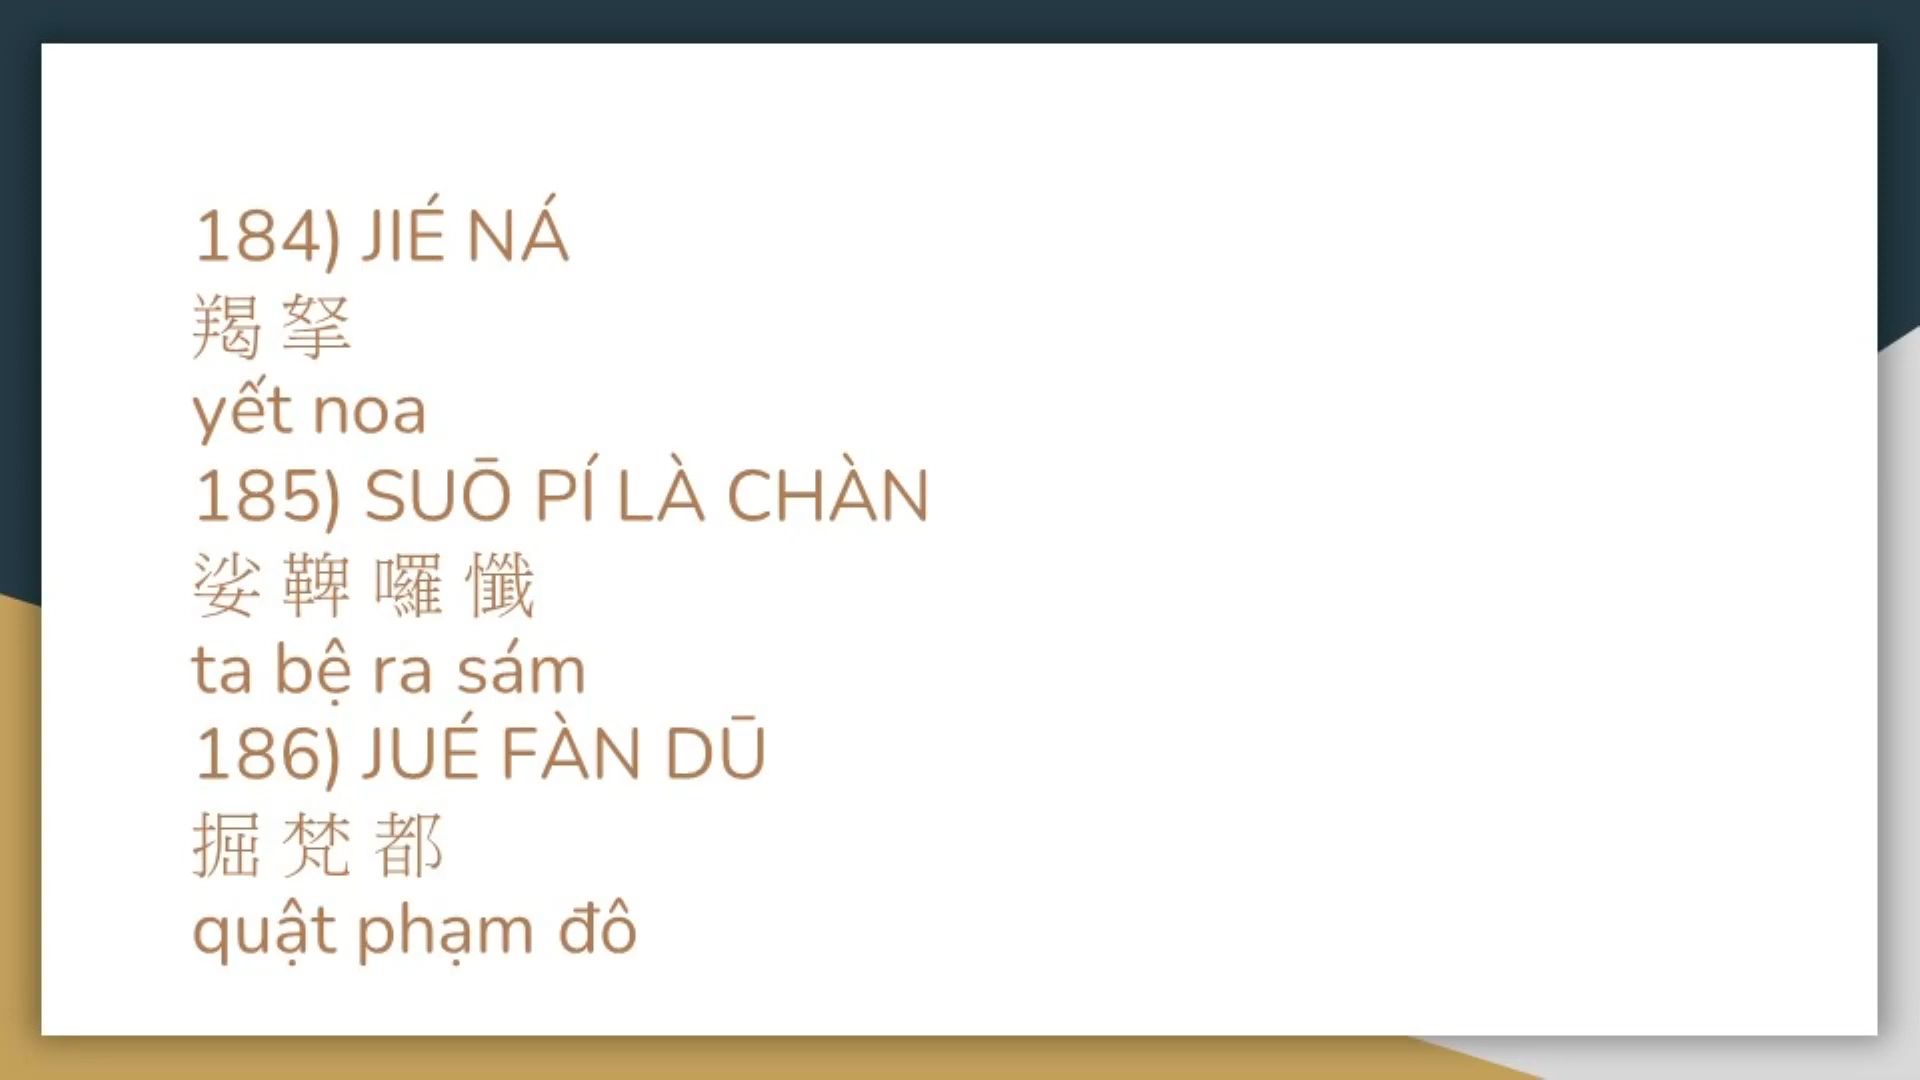 184) JIÉ NÁ
羯 拏
yết noa
185) SUŌ PÍ LÀ CHÀN
娑 鞞 囉 懺
ta bệ ra sám
186) JUÉ FÀN DŪ
掘 梵 都
quật phạm đô